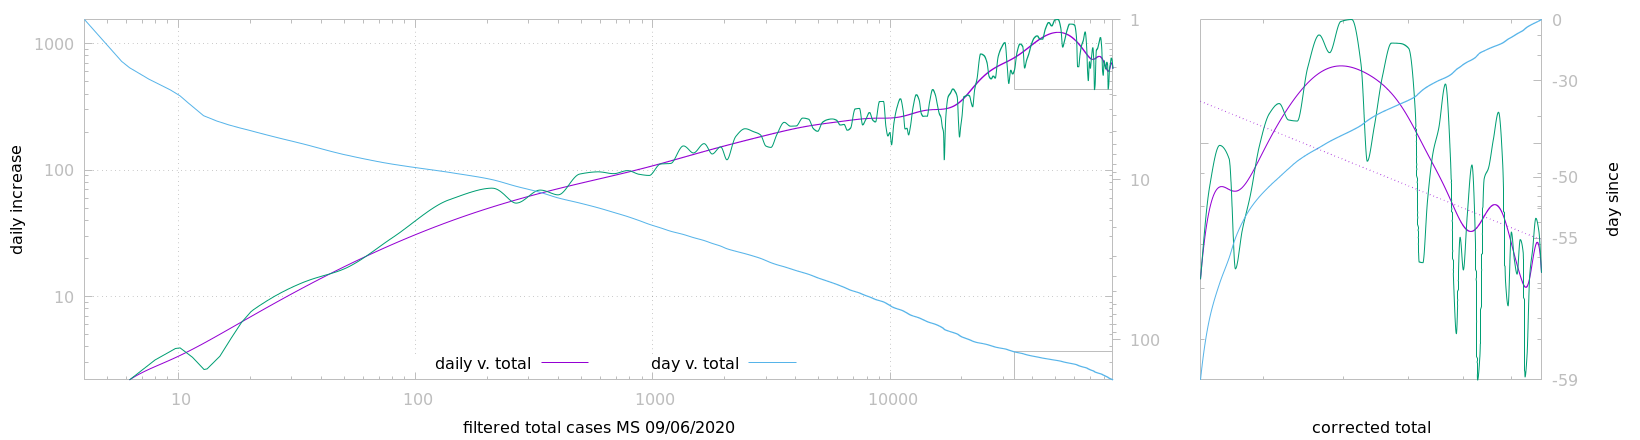 1000
100
10
daily increase
10
100
1000
10000
filtered total cases MS 09/06/2020
daily v. total
day v. total
1
10
100
0
-30
-50
-55
-59
day since
corrected total